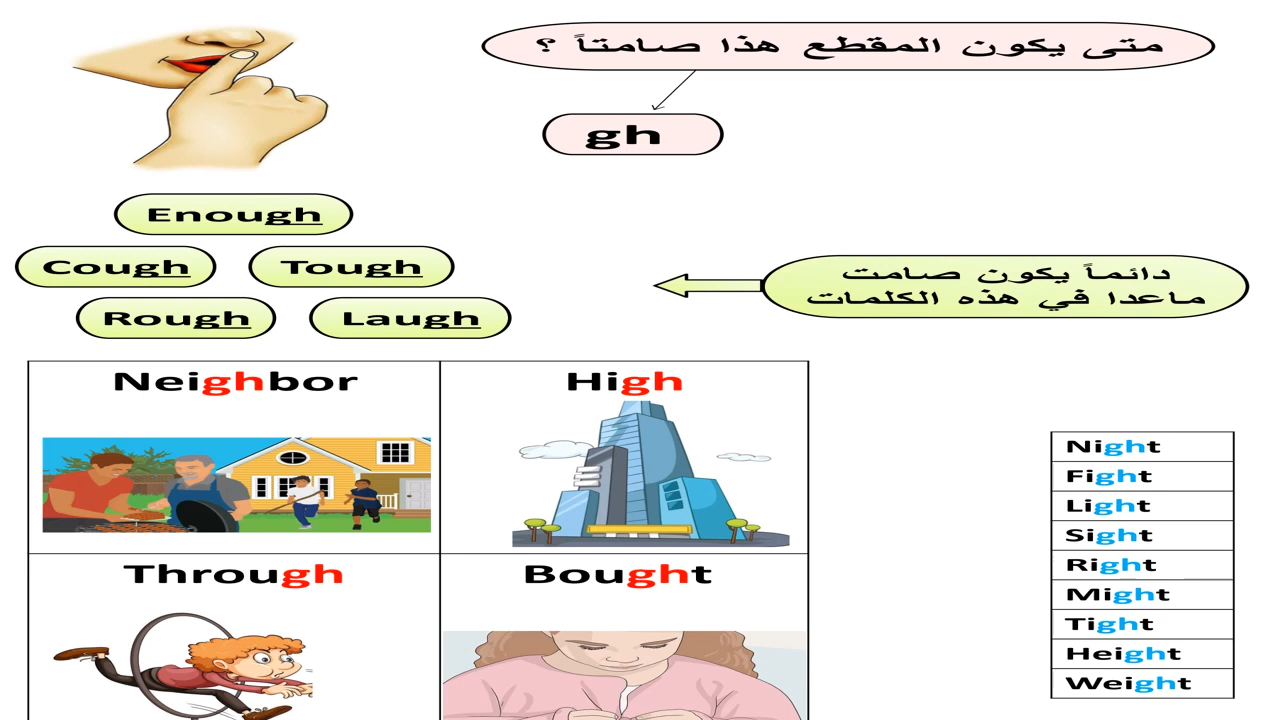 متى يكون المقطع هذا صامتاً ؟
gh
Enough
Cough
Tough
Rough
Laugh
دائماً يكون صامت
ماعدا في هذه الكلمات
Neighbor
High
Through
Bought
Night
Fight
Light
Sight
Right
Might
Tight
Height
Weight